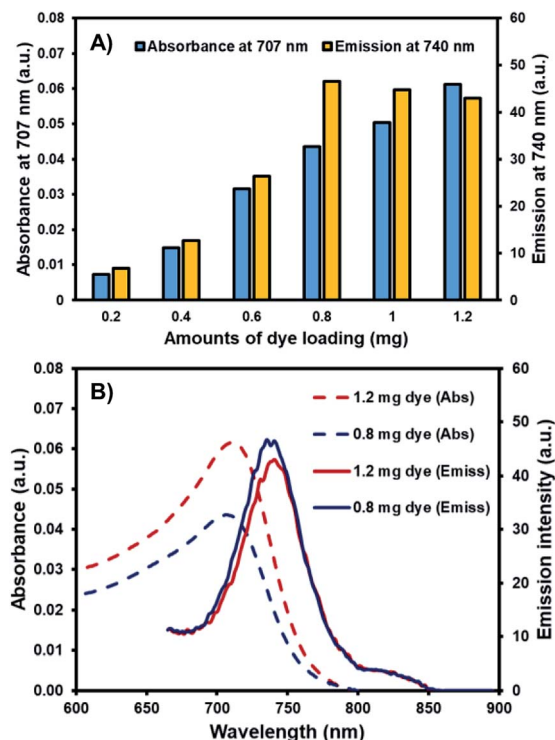 A)
Absorbance at 707 nm
Emission at 740 nm
Absorbance at 707 nm (a.u.)
0.08
0.07
0.06
0.05
0.04
0.03
0.02
0.01
0
Emission at 740 nm (a.u.)
60
50
40
30
20
10
0
0.2 0.4 0.6 0.8 1 1.2
Amounts of dye loading (mg)
B)
1.2 mg dye (Abs)
0.8 mg dye (Abs)
1.2 mg dye (Emiss)
0.8 mg dye (Emiss)
Absorbance (a.u.)
0.08
0.07
0.06
0.05
0.04
0.03
0.02
0.01
0.00
Emission intensity (a.u.)
60
50
40
30
20
10
0
600 650 700 750 800 850 900
Wavelength (nm)